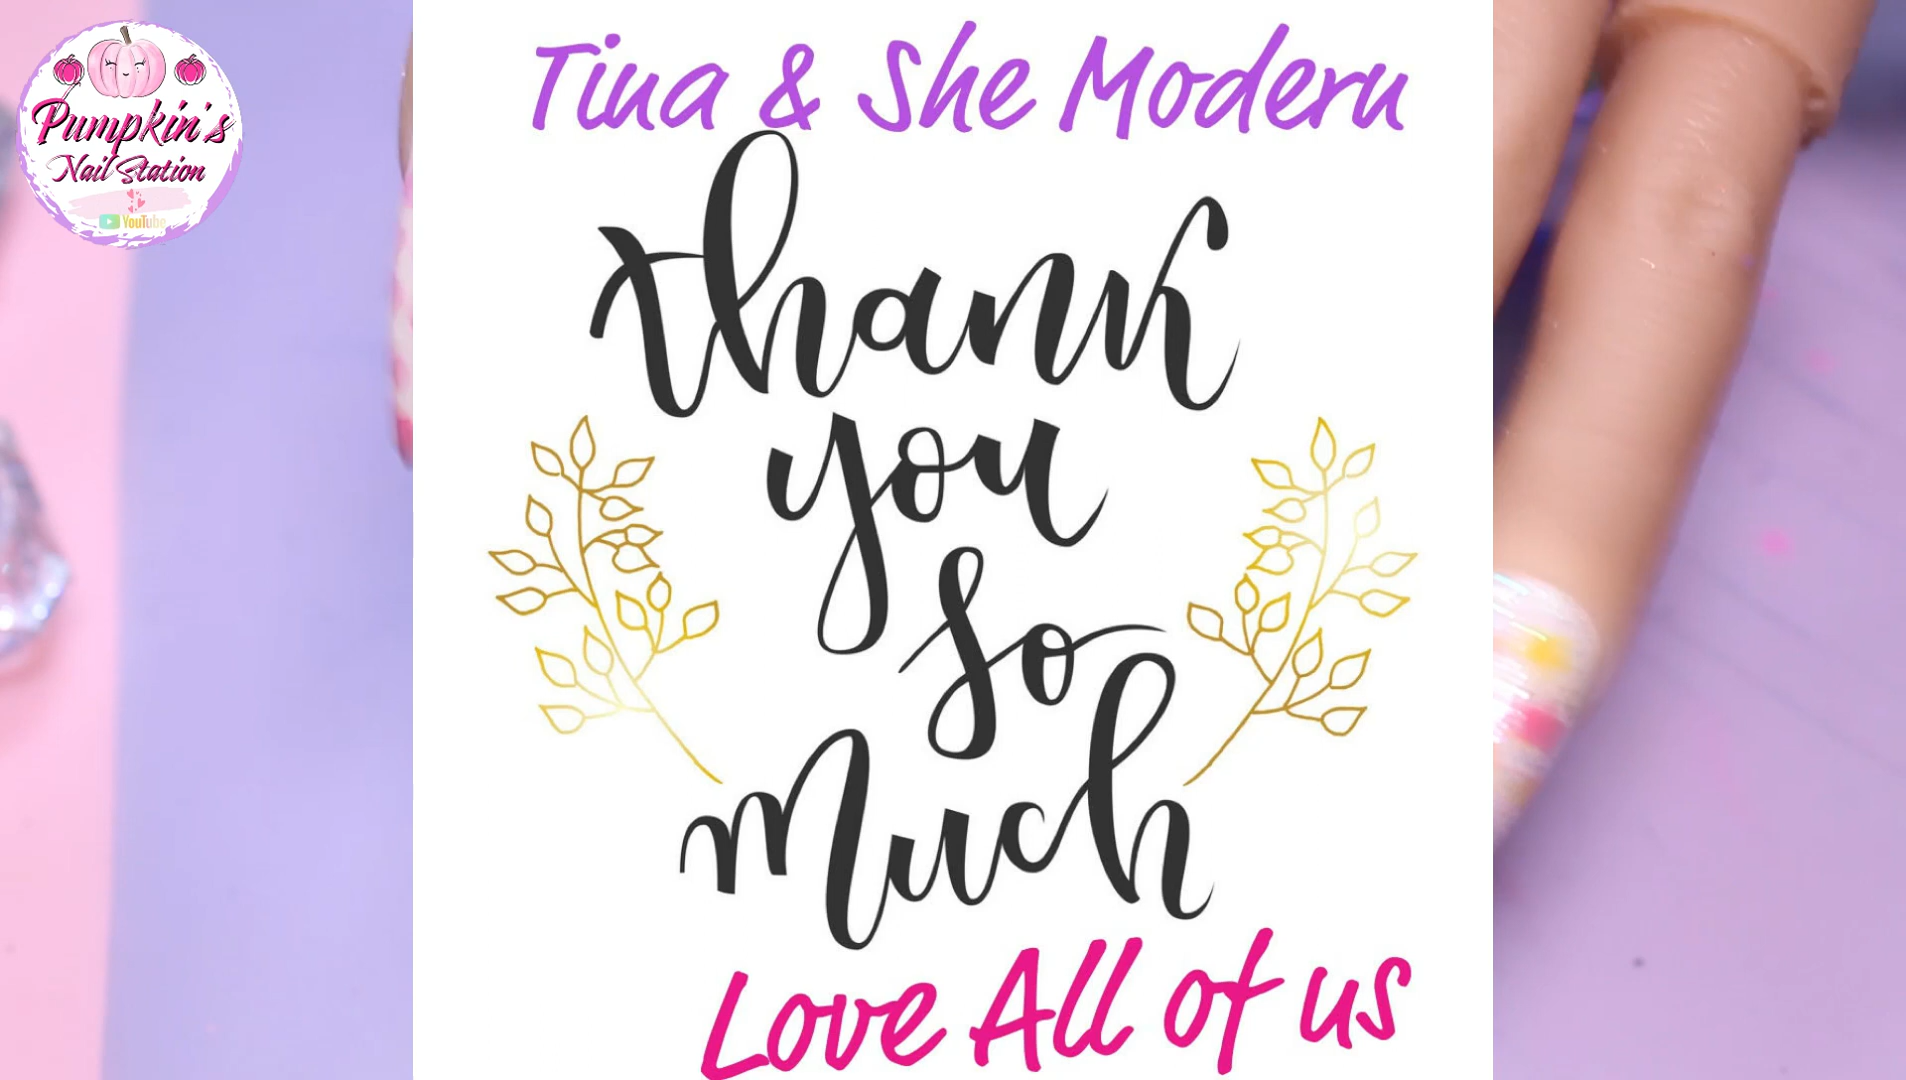 Pumpkin's
Nail Station
YouTube
Tina & She Modern
thank
you
so
much
Love All of us